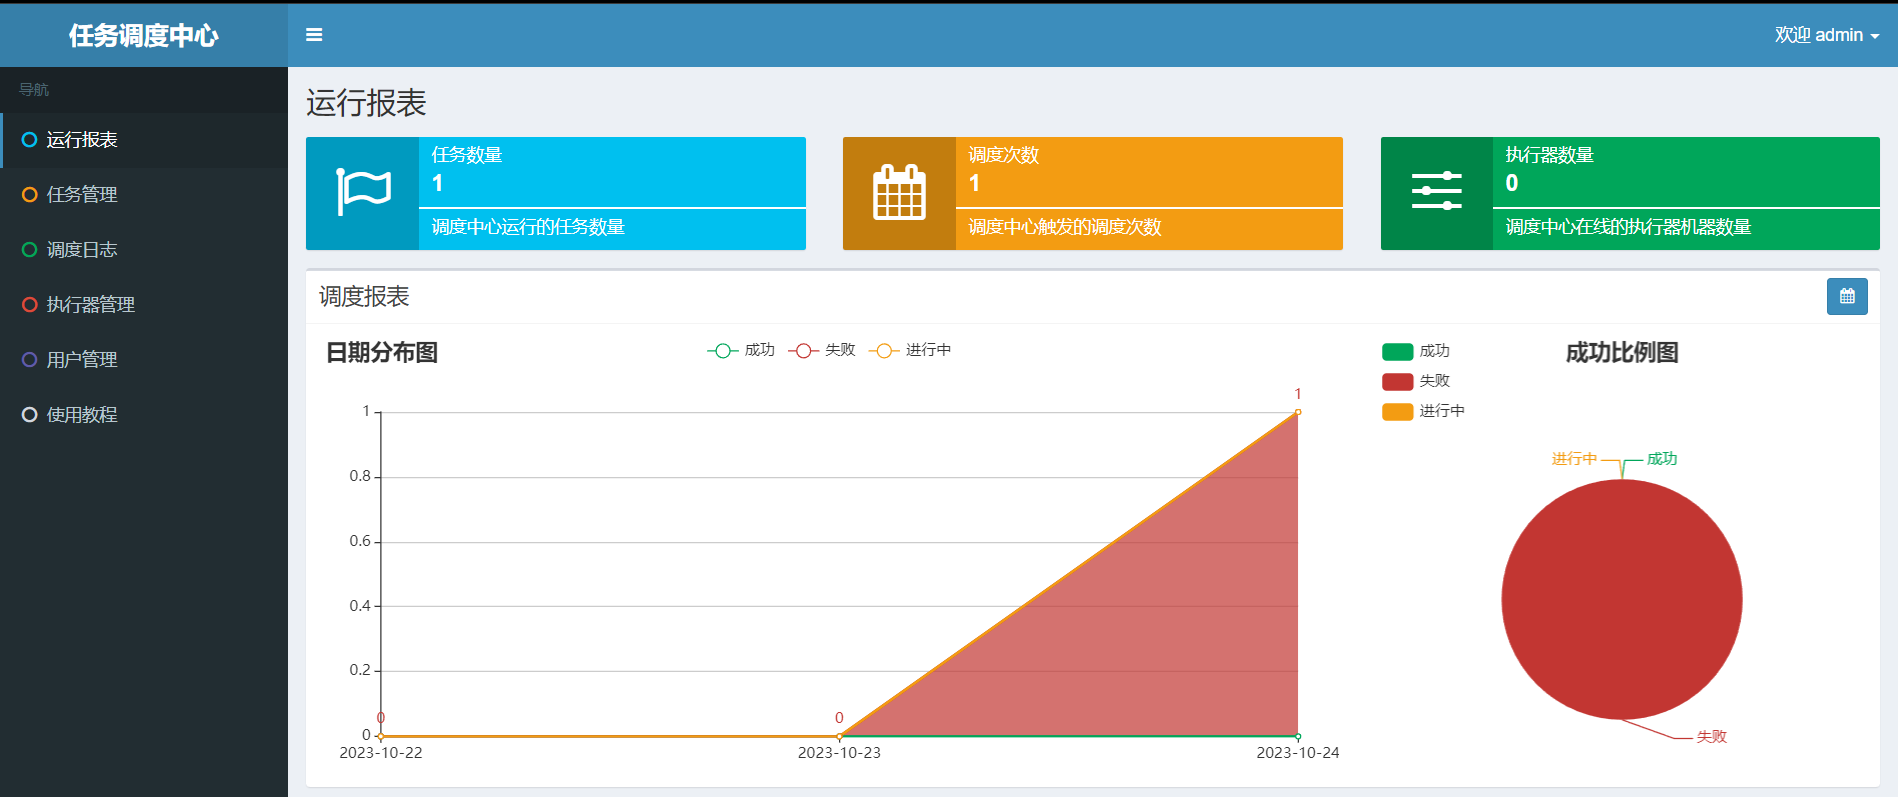 任务调度中心
欢迎 admin
导航
运行报表
任务管理
调度日志
执行器管理
用户管理
使用教程
运行报表
任务数量
1
调度中心运行的任务数量
调度次数
1
调度中心触发的调度次数
执行器数量
0
调度中心在线的执行器机器数量
调度报表
日期分布图
成功 失败 进行中
1
1
0.8
0.6
0.4
0.2
0
0
0
2023-10-22
2023-10-23
2023-10-24
成功
失败
进行中
成功比例图
进行中
成功
失败